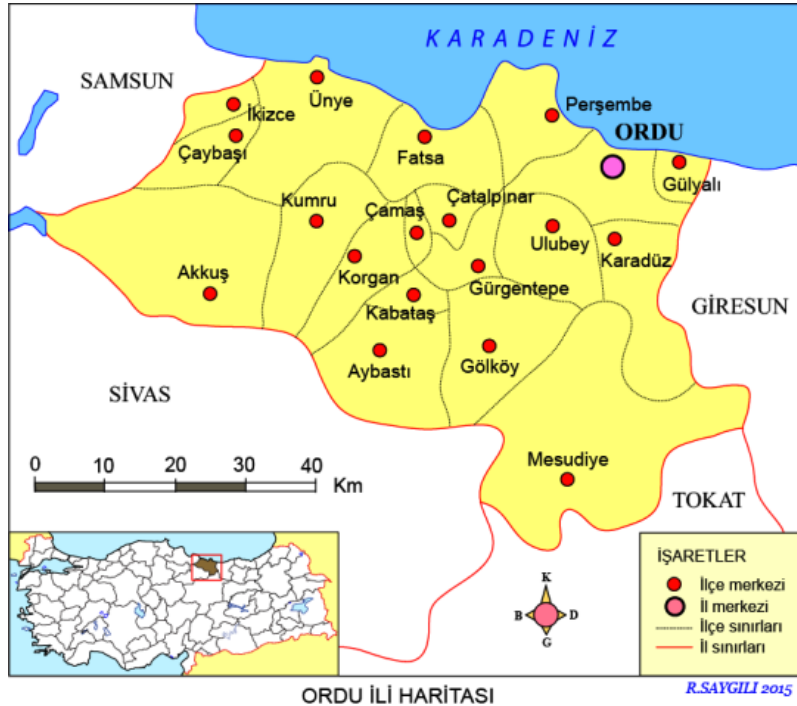 KARADENİZ
SAMSUN
Ünye
İkizce
Perşembe
ORDU
Çaybaşı
Fatsa
Gülyalı
Kumru
Çatalpınar
Çamaş
Ulubey
Karadüz
Akkuş
Korgan
Gürgentepe
Kabataş
GİRESUN
Aybastı
Gölköy
SİVAS
Mesudiye
0 10 20 30 40 Km
TOKAT
İŞARETLER
İlçe merkezi
İl merkezi
İlçe sınırları
İl sınırları
K
B D
G
ORDU İLİ HARİTASI
R.SAYGILI 2015